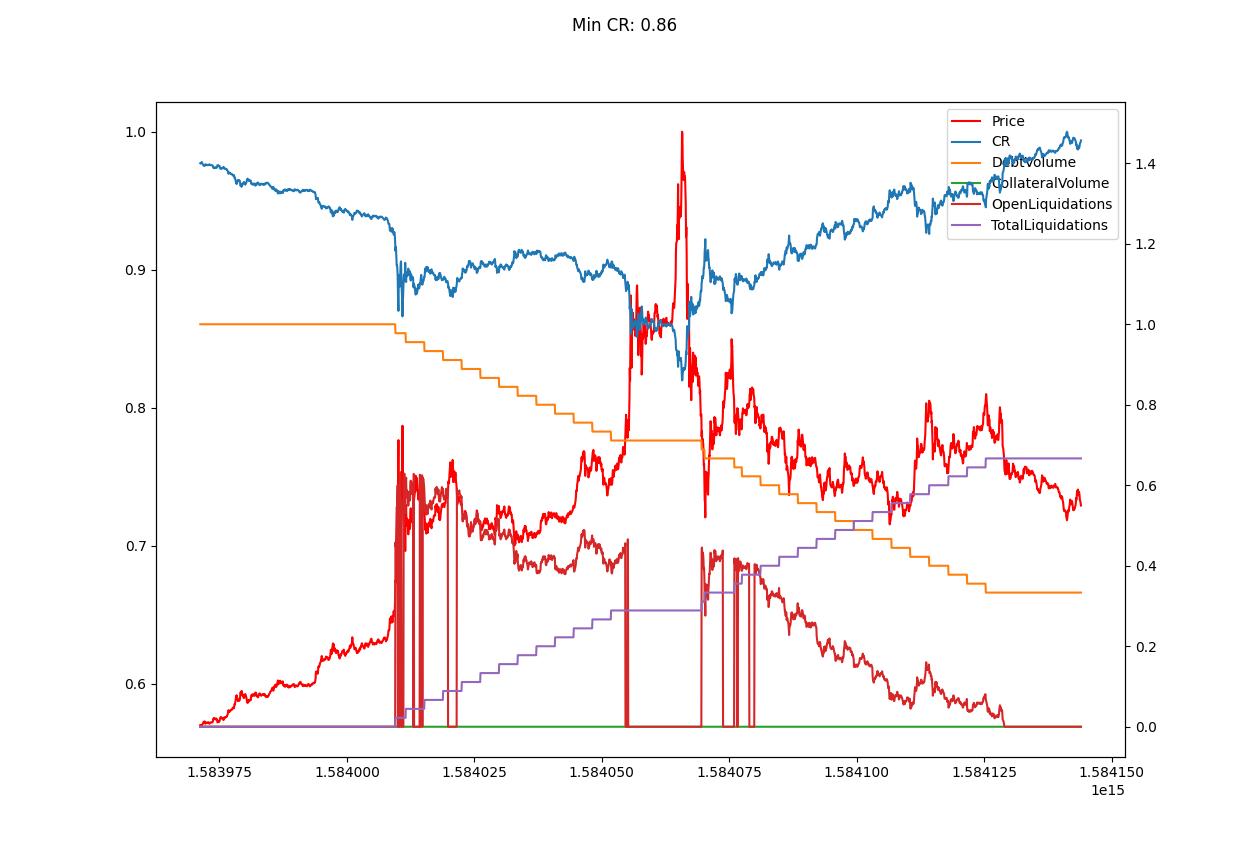 Min CR: 0.86
1.0
0.9
0.8
0.7
0.6
Price
CR
DebtVolume
CollateralVolume
OpenLiquidations
TotalLiquidations
1.4
1.2
1.0
0.8
0.6
0.4
0.2
0.0
1.583975 1.584000 1.584025 1.584050 1.584075 1.584100 1.584125 1.584150
1e15